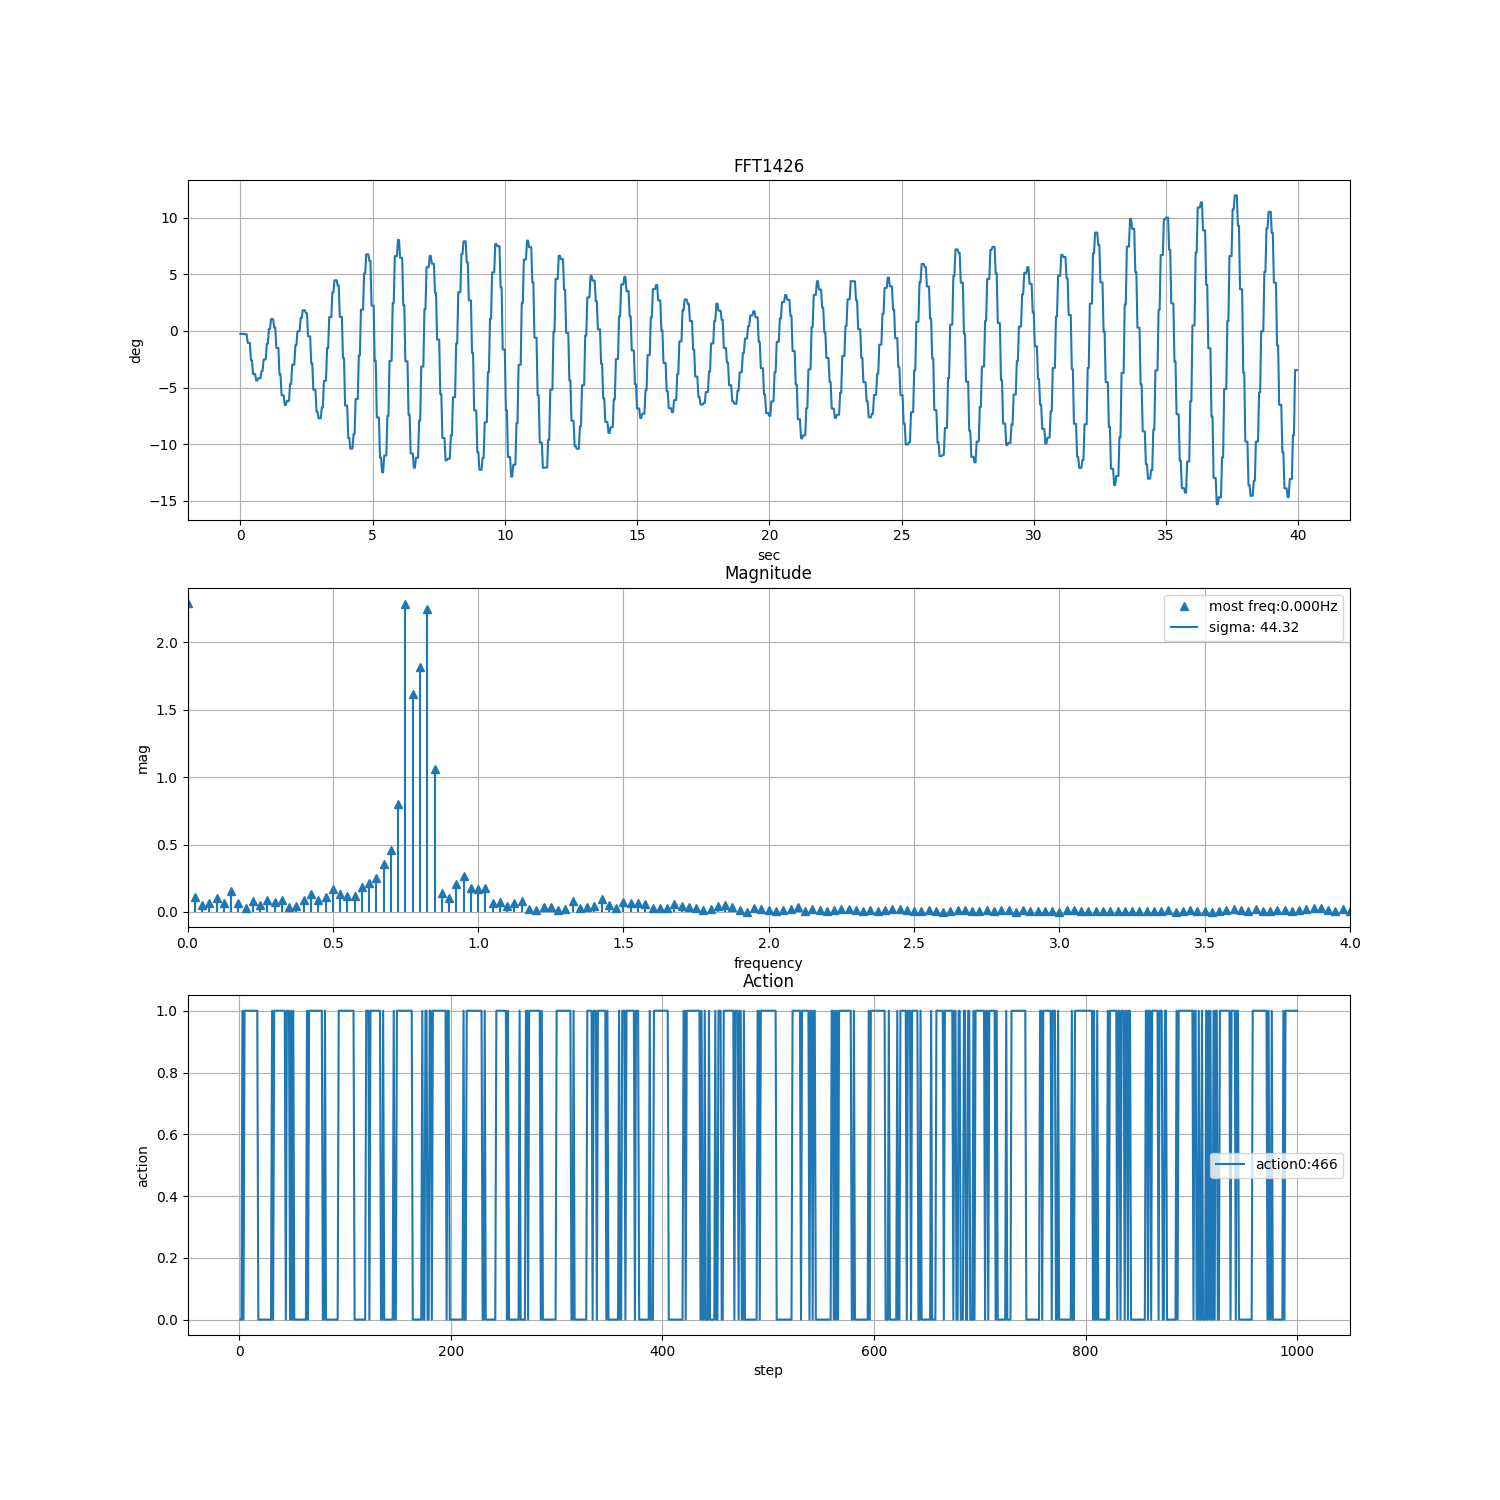 FFT1426
deg
10
5
0
−5
−10
−15
0 5 10 15 20 25 30 35 40
sec
Magnitude
mag
2.0
1.5
1.0
0.5
0.0
most freq:0.000Hz
sigma: 44.32
0.0 0.5 1.0 1.5 2.0 2.5 3.0 3.5 4.0
frequency
Action
action
1.0
0.8
0.6
0.4
0.2
0.0
action0:466
0 200 400 600 800 1000
step